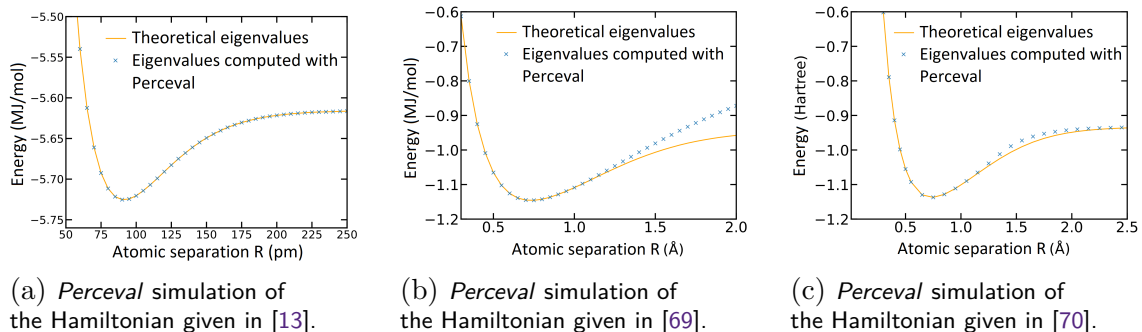 Energy (MJ/mol)
−5.50
−5.55
−5.60
−5.65
−5.70
−5.75
Theoretical eigenvalues
Eigenvalues computed with
Perceval
50 75 100 125 150 175 200 225 250
Atomic separation R (pm)
(a) Perceval simulation of
the Hamiltonian given in [13].
Energy (MJ/mol)
−0.6
−0.8
−1.0
−1.2
Theoretical eigenvalues
Eigenvalues computed with
Perceval
0.5 1.0 1.5 2.0
Atomic separation R (Å)
(b) Perceval simulation of
the Hamiltonian given in [69].
Energy (Hartree)
−0.6
−0.7
−0.8
−0.9
−1.0
−1.1
−1.2
Theoretical eigenvalues
Eigenvalues computed with
Perceval
0.5 1.0 1.5 2.0 2.5
Atomic separation R (Å)
(c) Perceval simulation of
the Hamiltonian given in [70].